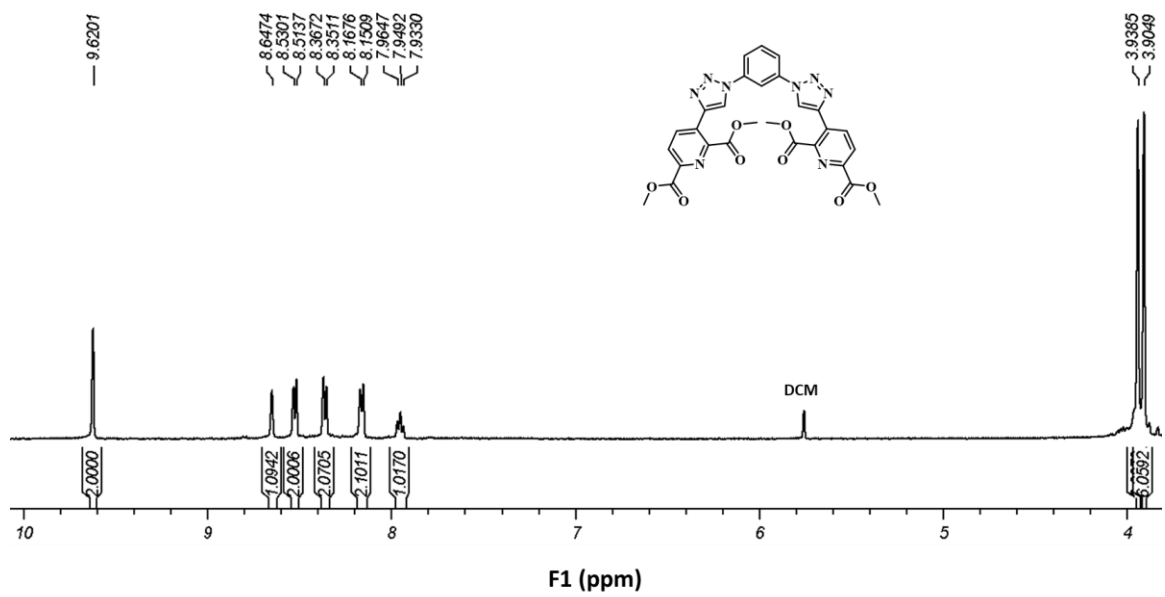 9.6201
8.6474
8.5301
8.5137
8.3672
8.3511
8.1676
8.1509
7.9647
7.9492
7.9330
3.9385
3.9049
N N N N
N N
N N
O O
O O
N O O N
O O
O O
DCM
2.0000
1.0942
2.0006
2.0705
2.1011
1.0170
6.0592
10 9 8 7 6 5 4
F1 (ppm)